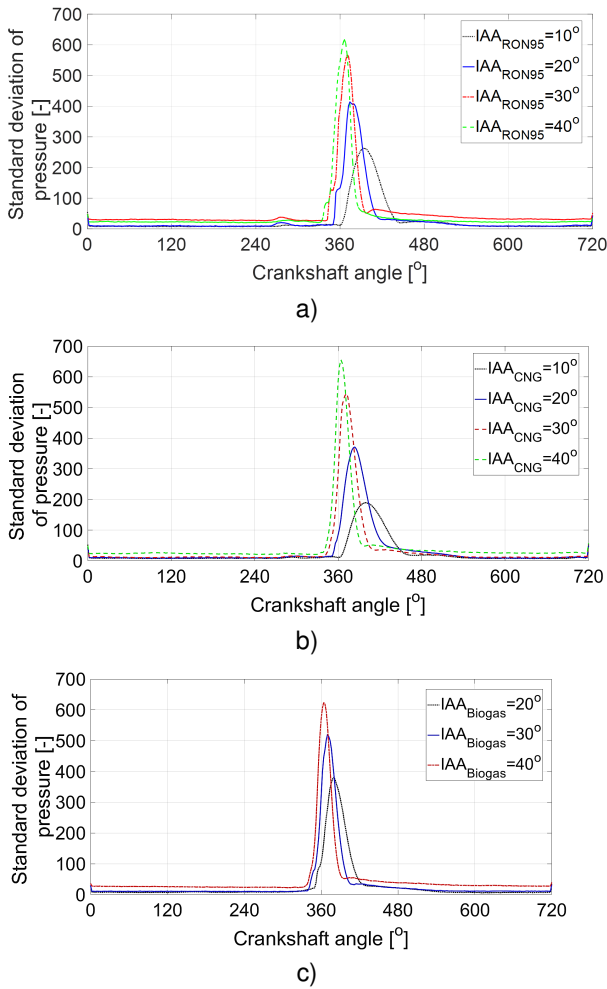 700
600
500
400
300
200
100
0
Standard deviation of
pressure [-]
IAA_RON95=10°
IAA_RON95=20°
IAA_RON95=30°
IAA_RON95=40°
0 120 240 360 480 600 720
Crankshaft angle [°]
a)
700
600
500
400
300
200
100
0
Standard deviation
of pressure [-]
IAA_CNG=10°
IAA_CNG=20°
IAA_CNG=30°
IAA_CNG=40°
0 120 240 360 480 600 720
Crankshaft angle [°]
b)
700
600
500
400
300
200
100
0
Standard deviation of
pressure [-]
IAA_Biogas=20°
IAA_Biogas=30°
IAA_Biogas=40°
0 120 240 360 480 600 720
Crankshaft angle [°]
c)